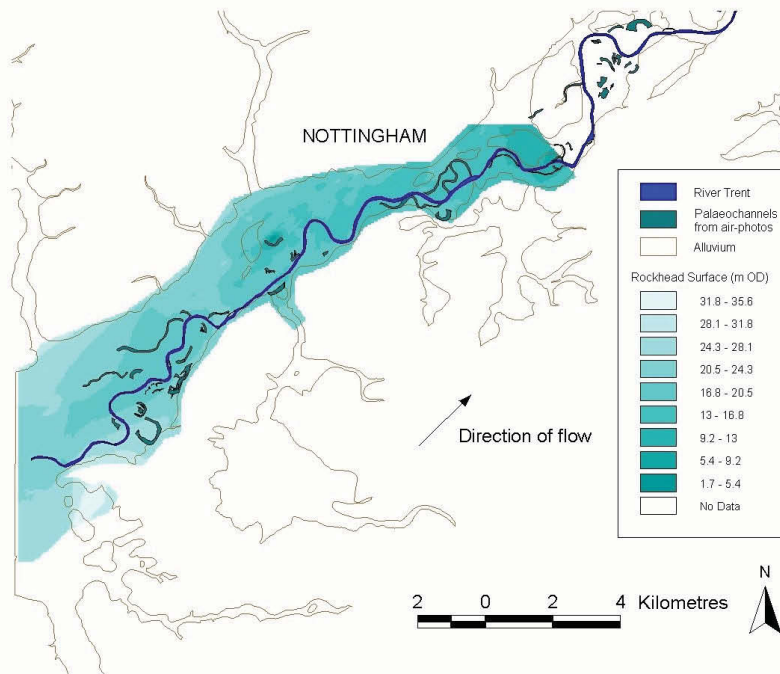 NOTTINGHAM
River Trent
Palaeochannels
from air-photos
Alluvium
Rockhead Surface (m OD)
31.8 - 35.6
28.1 - 31.8
24.3 - 28.1
20.5 - 24.3
16.8 - 20.5
13 - 16.8
9.2 - 13
5.4 - 9.2
1.7 - 5.4
No Data
Direction of flow
2 0 2 4 Kilometres
N